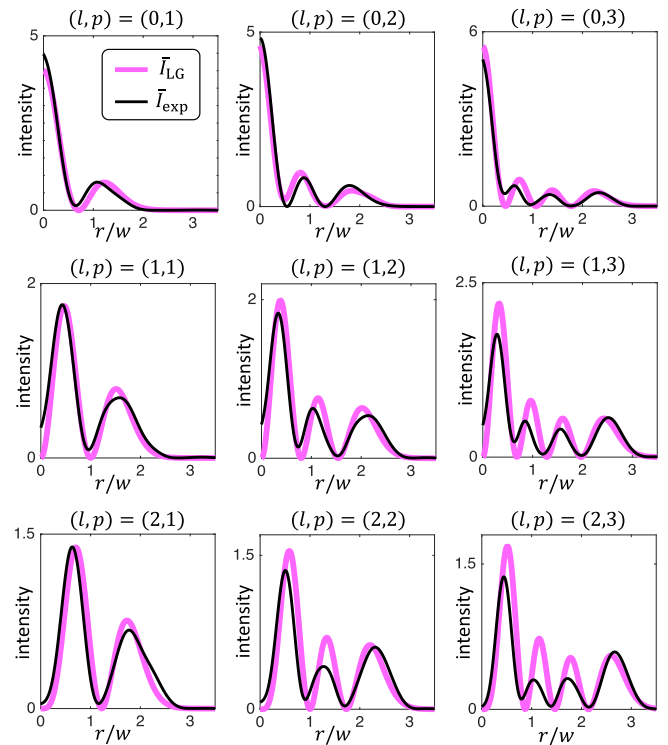 (l, p) = (0,1)
(l, p) = (0,2)
(l, p) = (0,3)
5
intensity
0
0
1
2
3
r/w
Ī_LG
Ī_exp
5
intensity
0
0
1
2
3
r/w
6
intensity
0
0
1
2
3
r/w
(l, p) = (1,1)
(l, p) = (1,2)
(l, p) = (1,3)
2
intensity
0
0
1
2
3
r/w
2
intensity
0
0
1
2
3
r/w
2.5
intensity
0
0
1
2
3
r/w
(l, p) = (2,1)
(l, p) = (2,2)
(l, p) = (2,3)
1.5
intensity
0
0
1
2
3
r/w
1.5
intensity
0
0
1
2
3
r/w
1.5
intensity
0
0
1
2
3
r/w